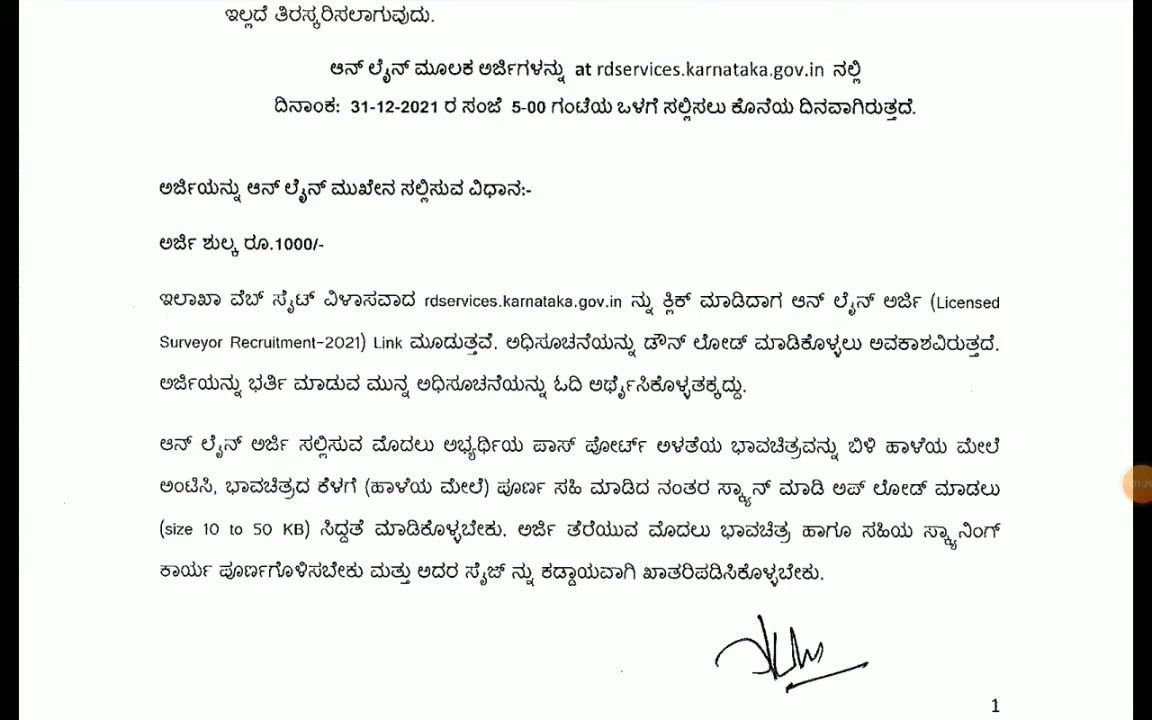 ಇಲ್ಲದೆ ತಿರಸ್ಕರಿಸಲಾಗುವುದು.
ಆನ್ ಲೈನ್ ಮೂಲಕ ಅರ್ಜಿಗಳನ್ನು at rdservices.karnataka.gov.in ನಲ್ಲಿ
ದಿನಾಂಕ: 31-12-2021 ರ ಸಂಜೆ 5-00 ಗಂಟೆಯ ಒಳಗೆ ಸಲ್ಲಿಸಲು ಕೊನೆಯ ದಿನವಾಗಿರುತ್ತದೆ.
ಅರ್ಜಿಯನ್ನು ಆನ್ ಲೈನ್ ಮುಖೇನ ಸಲ್ಲಿಸುವ ವಿಧಾನ:-
ಅರ್ಜಿ ಶುಲ್ಕ ರೂ.1000/-
ಇಲಾಖಾ ವೆಬ್ ಸೈಟ್ ವಿಳಾಸವಾದ rdservices.karnataka.gov.in ನ್ನು ಕ್ಲಿಕ್ ಮಾಡಿದಾಗ ಆನ್ ಲೈನ್ ಅರ್ಜಿ (Licensed
Surveyor Recruitment-2021) Link ಮೂಡುತ್ತವೆ. ಅಧಿಸೂಚನೆಯನ್ನು ಡೌನ್ ಲೋಡ್ ಮಾಡಿಕೊಳ್ಳಲು ಅವಕಾಶವಿರುತ್ತದೆ.
ಅರ್ಜಿಯನ್ನು ಭರ್ತಿ ಮಾಡುವ ಮುನ್ನ ಅಧಿಸೂಚನೆಯನ್ನು ಓದಿ ಅರ್ಥೈಸಿಕೊಳ್ಳತಕ್ಕದ್ದು.
ಆನ್ ಲೈನ್ ಅರ್ಜಿ ಸಲ್ಲಿಸುವ ಮೊದಲು ಅಭ್ಯರ್ಥಿಯ ಪಾಸ್ ಪೋರ್ಟ್ ಅಳತೆಯ ಭಾವಚಿತ್ರವನ್ನು ಬಿಳಿ ಹಾಳೆಯ ಮೇಲೆ
ಅಂಟಿಸಿ, ಭಾವಚಿತ್ರದ ಕೆಳಗೆ (ಹಾಳೆಯ ಮೇಲೆ) ಪೂರ್ಣ ಸಹಿ ಮಾಡಿದ ನಂತರ ಸ್ಕ್ಯಾನ್ ಮಾಡಿ ಅಪ್ ಲೋಡ್ ಮಾಡಲು
(size 10 to 50 KB) ಸಿದ್ದತೆ ಮಾಡಿಕೊಳ್ಳಬೇಕು. ಅರ್ಜಿ ತೆರೆಯುವ ಮೊದಲು ಭಾವಚಿತ್ರ ಹಾಗೂ ಸಹಿಯ ಸ್ಕ್ಯಾನಿಂಗ್
ಕಾರ್ಯ ಪೂರ್ಣಗೊಳಿಸಬೇಕು ಮತ್ತು ಅದರ ಸೈಜ್ ನ್ನು ಕಡ್ಡಾಯವಾಗಿ ಖಾತರಿಪಡಿಸಿಕೊಳ್ಳಬೇಕು.
1